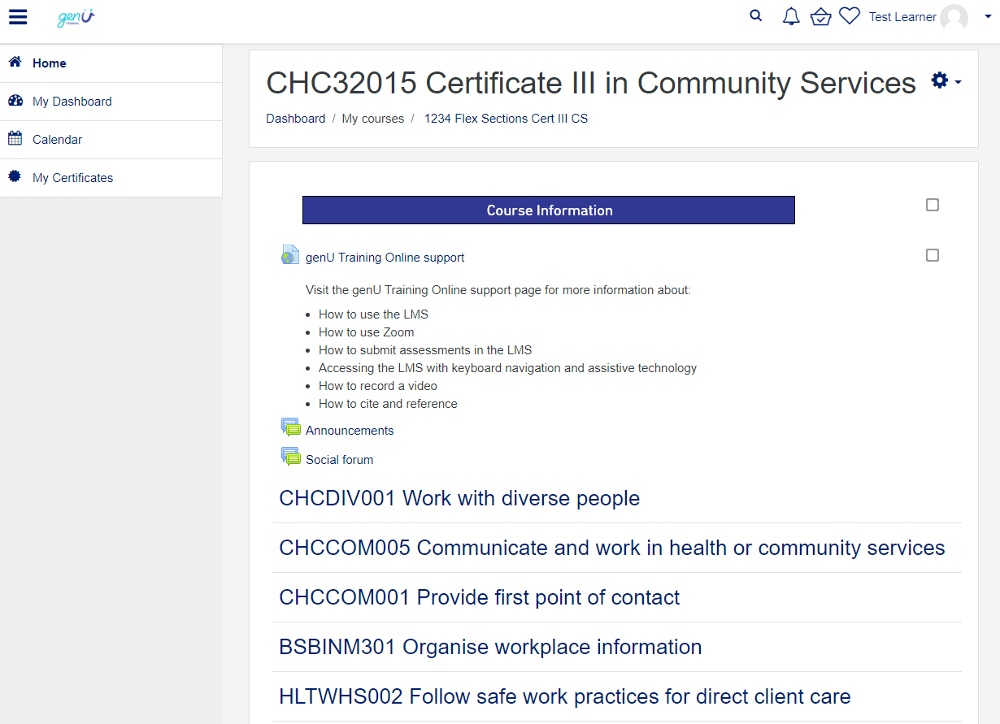 genU
Test Learner
Home
My Dashboard
Calendar
My Certificates
CHC32015 Certificate III in Community Services
Dashboard / My courses / 1234 Flex Sections Cert III CS
Course Information
genU Training Online support
Visit the genU Training Online support page for more information about:
• How to use the LMS
• How to use Zoom
• How to submit assessments in the LMS
• Accessing the LMS with keyboard navigation and assistive technology
• How to record a video
• How to cite and reference
Announcements
Social forum
CHCDIV001 Work with diverse people
CHCCOM005 Communicate and work in health or community services
CHCCOM001 Provide first point of contact
BSBINM301 Organise workplace information
HLTWHS002 Follow safe work practices for direct client care